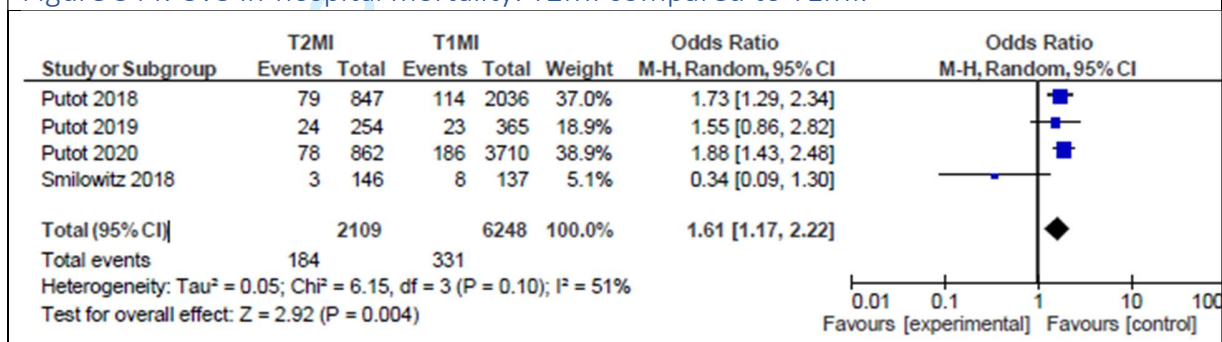 T2MI T1MI Odds Ratio Odds Ratio
Study or Subgroup Events Total Events Total Weight M-H, Random, 95% CI M-H, Random, 95% CI
Putot 2018 79 847 114 2036 37.0% 1.73 [1.29, 2.34]
Putot 2019 24 254 23 365 18.9% 1.55 [0.86, 2.82]
Putot 2020 78 862 186 3710 38.9% 1.88 [1.43, 2.48]
Smilowitz 2018 3 146 8 137 5.1% 0.34 [0.09, 1.30]
Total (95% CI) 2109 6248 100.0% 1.61 [1.17, 2.22]
Total events 184 331
Heterogeneity: Tau² = 0.05; Chi² = 6.15, df = 3 (P = 0.10); I² = 51%
Test for overall effect: Z = 2.92 (P = 0.004)
0.01 0.1 1 10 100
Favours [experimental] Favours [control]